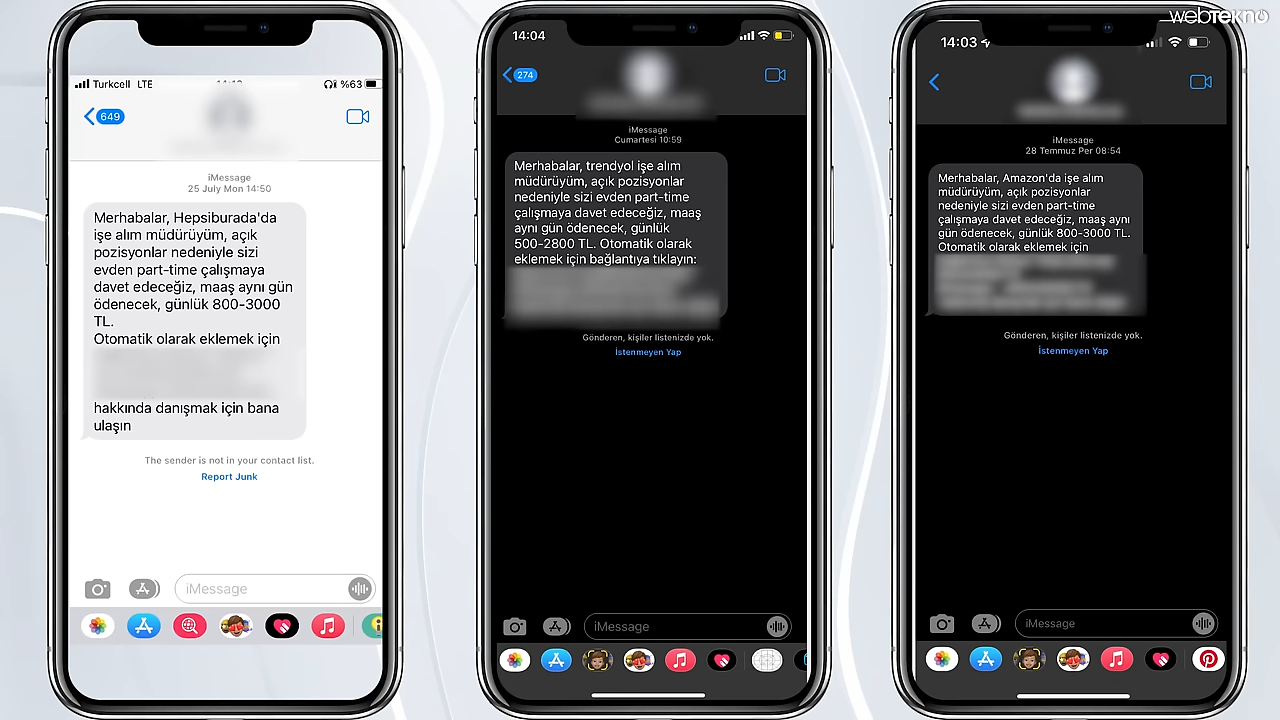 webtekno
Turkcell LTE
%63
649
iMessage
25 July Mon 14:50
Merhabalar, Hepsiburada'da
işe alım müdürüyüm, açık
pozisyonlar nedeniyle sizi
evden part-time çalışmaya
davet edeceğiz, maaş aynı gün
ödenecek, günlük 800-3000
TL.
Otomatik olarak eklemek için
hakkında danışmak için bana
ulaşın
The sender is not in your contact list.
Report Junk
iMessage
14:04
274
iMessage
Cumartesi 10:59
Merhabalar, trendyol işe alım
müdürüyüm, açık pozisyonlar
nedeniyle sizi evden part-time
çalışmaya davet edeceğiz, maaş
aynı gün ödenecek, günlük
500-2800 TL. Otomatik olarak
eklemek için bağlantıya tıklayın:
Gönderen, kişiler listenizde yok.
İstenmeyen Yap
iMessage
14:03
iMessage
28 Temmuz Per 08:54
Merhabalar, Amazon'da işe alım
müdürüyüm, açık pozisyonlar
nedeniyle sizi evden part-time
çalışmaya davet edeceğiz, maaş aynı
gün ödenecek, günlük 800-3000 TL.
Otomatik olarak eklemek için
Gönderen, kişiler listenizde yok.
İstenmeyen Yap
iMessage